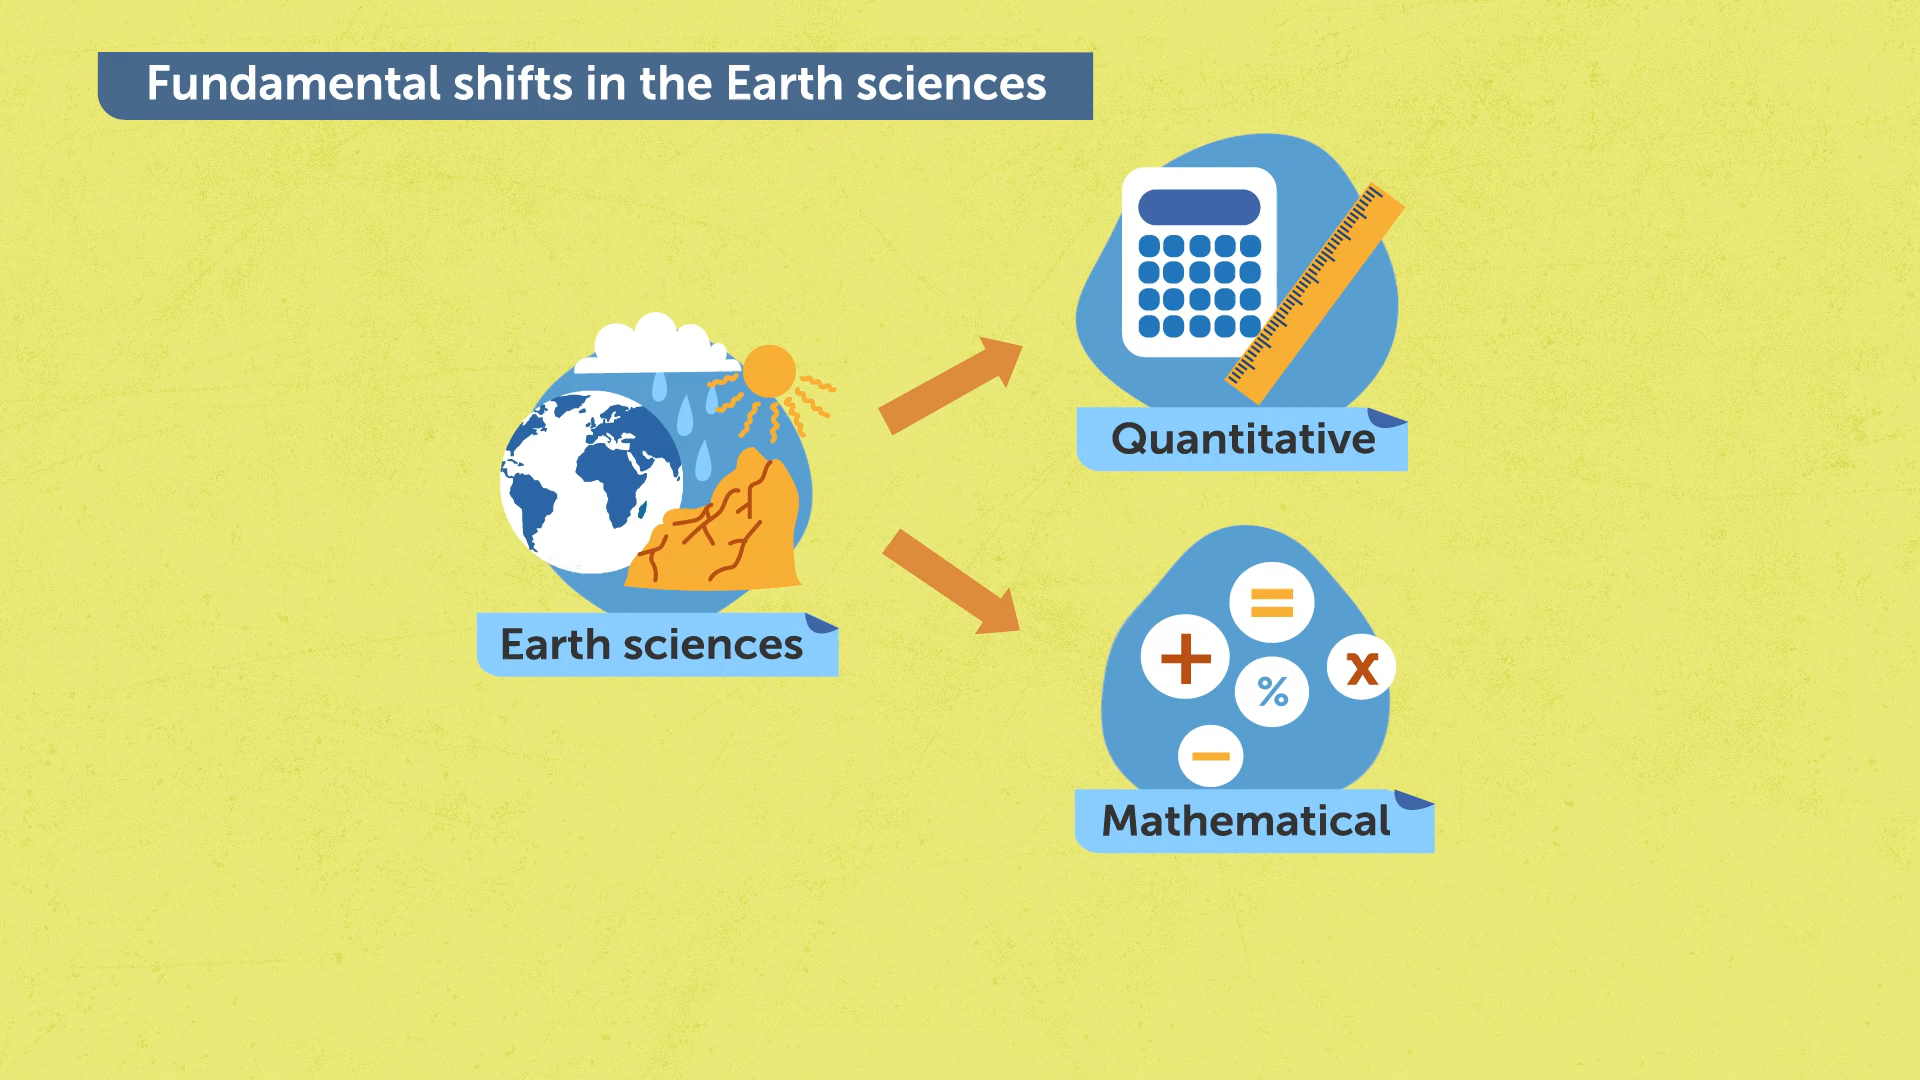 Fundamental shifts in the Earth sciences
Earth sciences
Quantitative
=
+
%
x
−
Mathematical